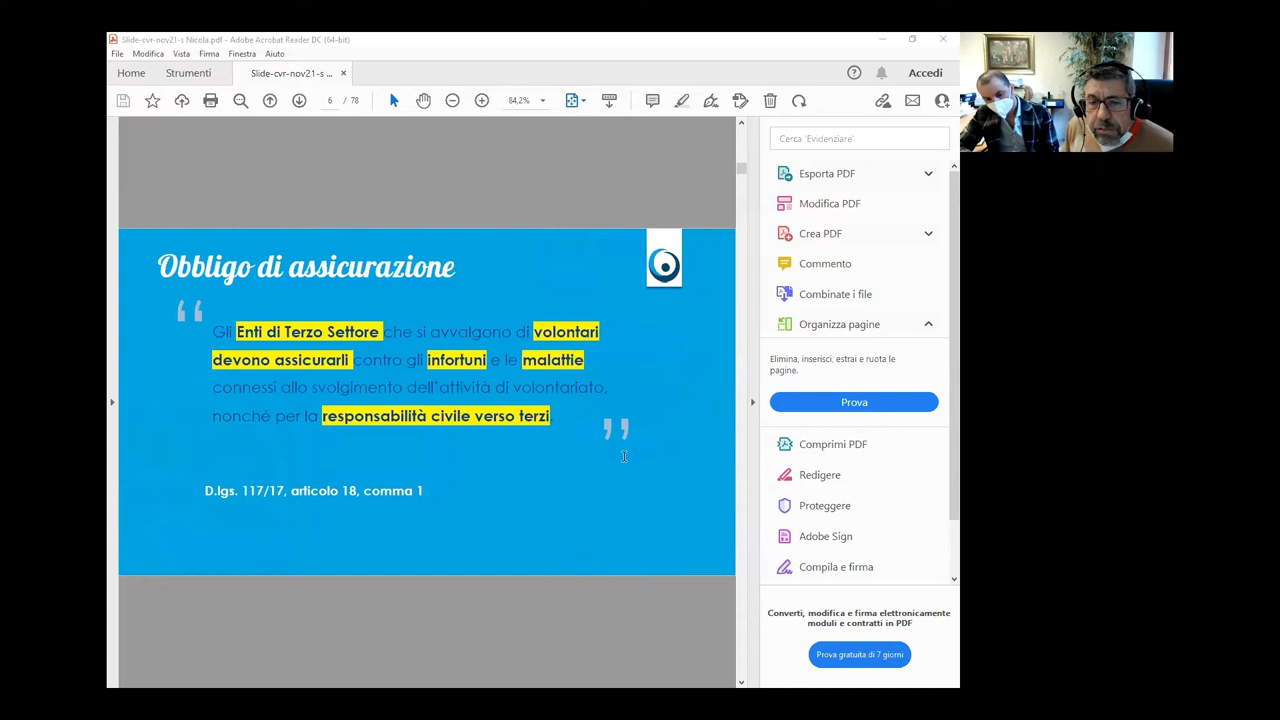 Slide-cvr-nov21-s Nicola.pdf - Adobe Acrobat Reader DC (64-bit)
File Modifica Vista Firma Finestra Aiuto
Home Strumenti Slide-cvr-nov21-s ... × Accedi
6 / 78 84,2%
Cerca 'Evidenziare'
Esporta PDF
Modifica PDF
Crea PDF
Commento
Combinate i file
Organizza pagine
Elimina, inserisci, estrai e ruota le
pagine.
Prova
Comprimi PDF
Redigere
Proteggere
Adobe Sign
Compila e firma
Converti, modifica e firma elettronicamente
moduli e contratti in PDF
Prova gratuita di 7 giorni
Obbligo di assicurazione
“
Gli Enti di Terzo Settore che si avvalgono di volontari
devono assicurarli contro gli infortuni e le malattie
connessi allo svolgimento dell'attività di volontariato,
nonché per la responsabilità civile verso terzi.
”
D.lgs. 117/17, articolo 18, comma 1